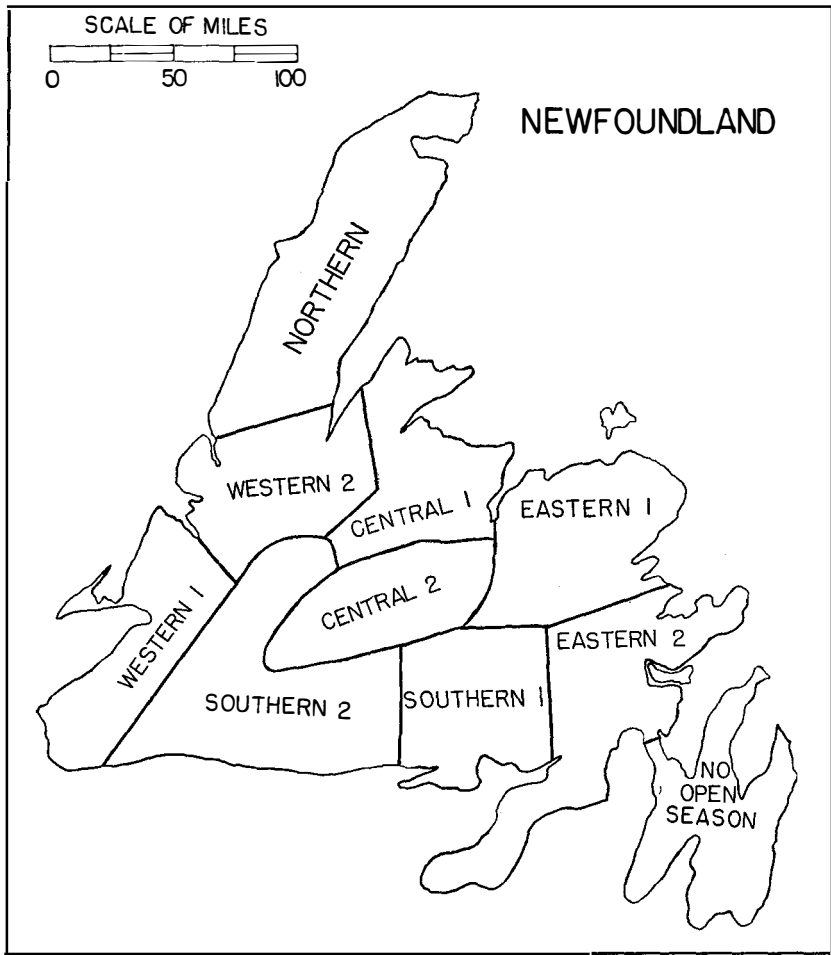 SCALE OF MILES
0 50 100
NEWFOUNDLAND
NORTHERN
WESTERN 2
CENTRAL 1
EASTERN 1
CENTRAL 2
WESTERN 1
EASTERN 2
SOUTHERN 2
SOUTHERN 1
NO
OPEN
SEASON